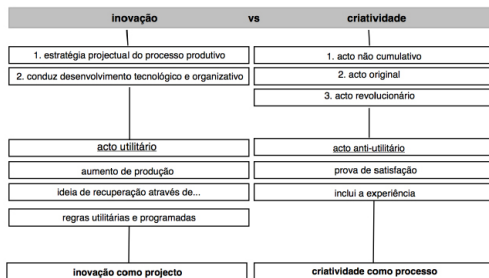 inovação vs criatividade
1. estratégia projectual do processo produtivo
2. conduz desenvolvimento tecnológico e organizativo
1. acto não cumulativo
2. acto original
3. acto revolucionário
acto utilitário
aumento de produção
ideia de recuperação através de...
regras utilitárias e programadas
acto anti-utilitário
prova de satisfação
inclui a experiência
inovação como projecto
criatividade como processo